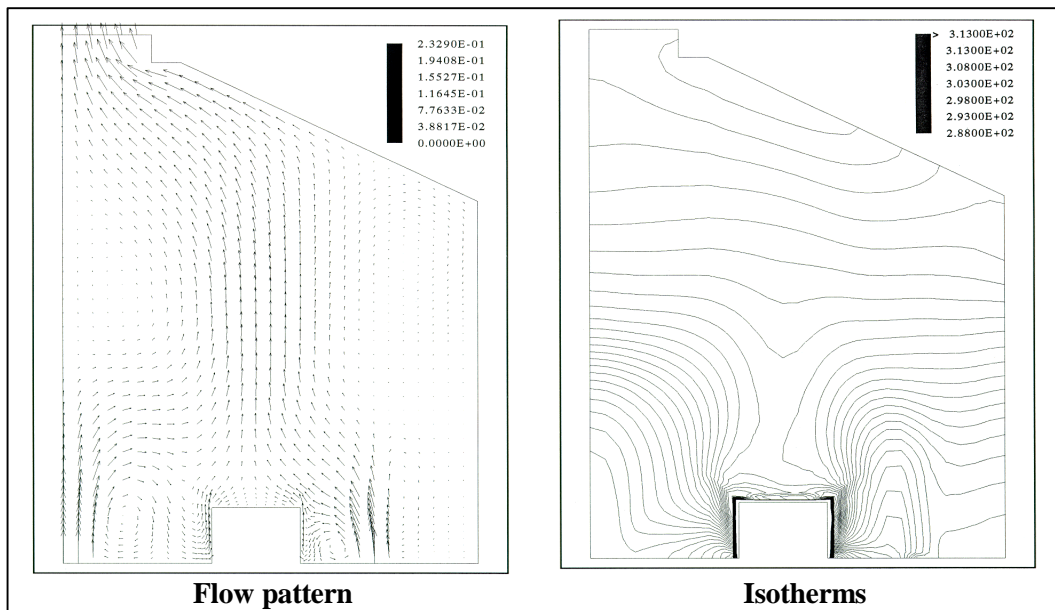 2.3290E-01
1.9408E-01
1.5527E-01
1.1645E-01
7.7633E-02
3.8817E-02
0.0000E+00
> 3.1300E+02
3.1300E+02
3.0800E+02
3.0300E+02
2.9800E+02
2.9300E+02
2.8800E+02
Flow pattern
Isotherms